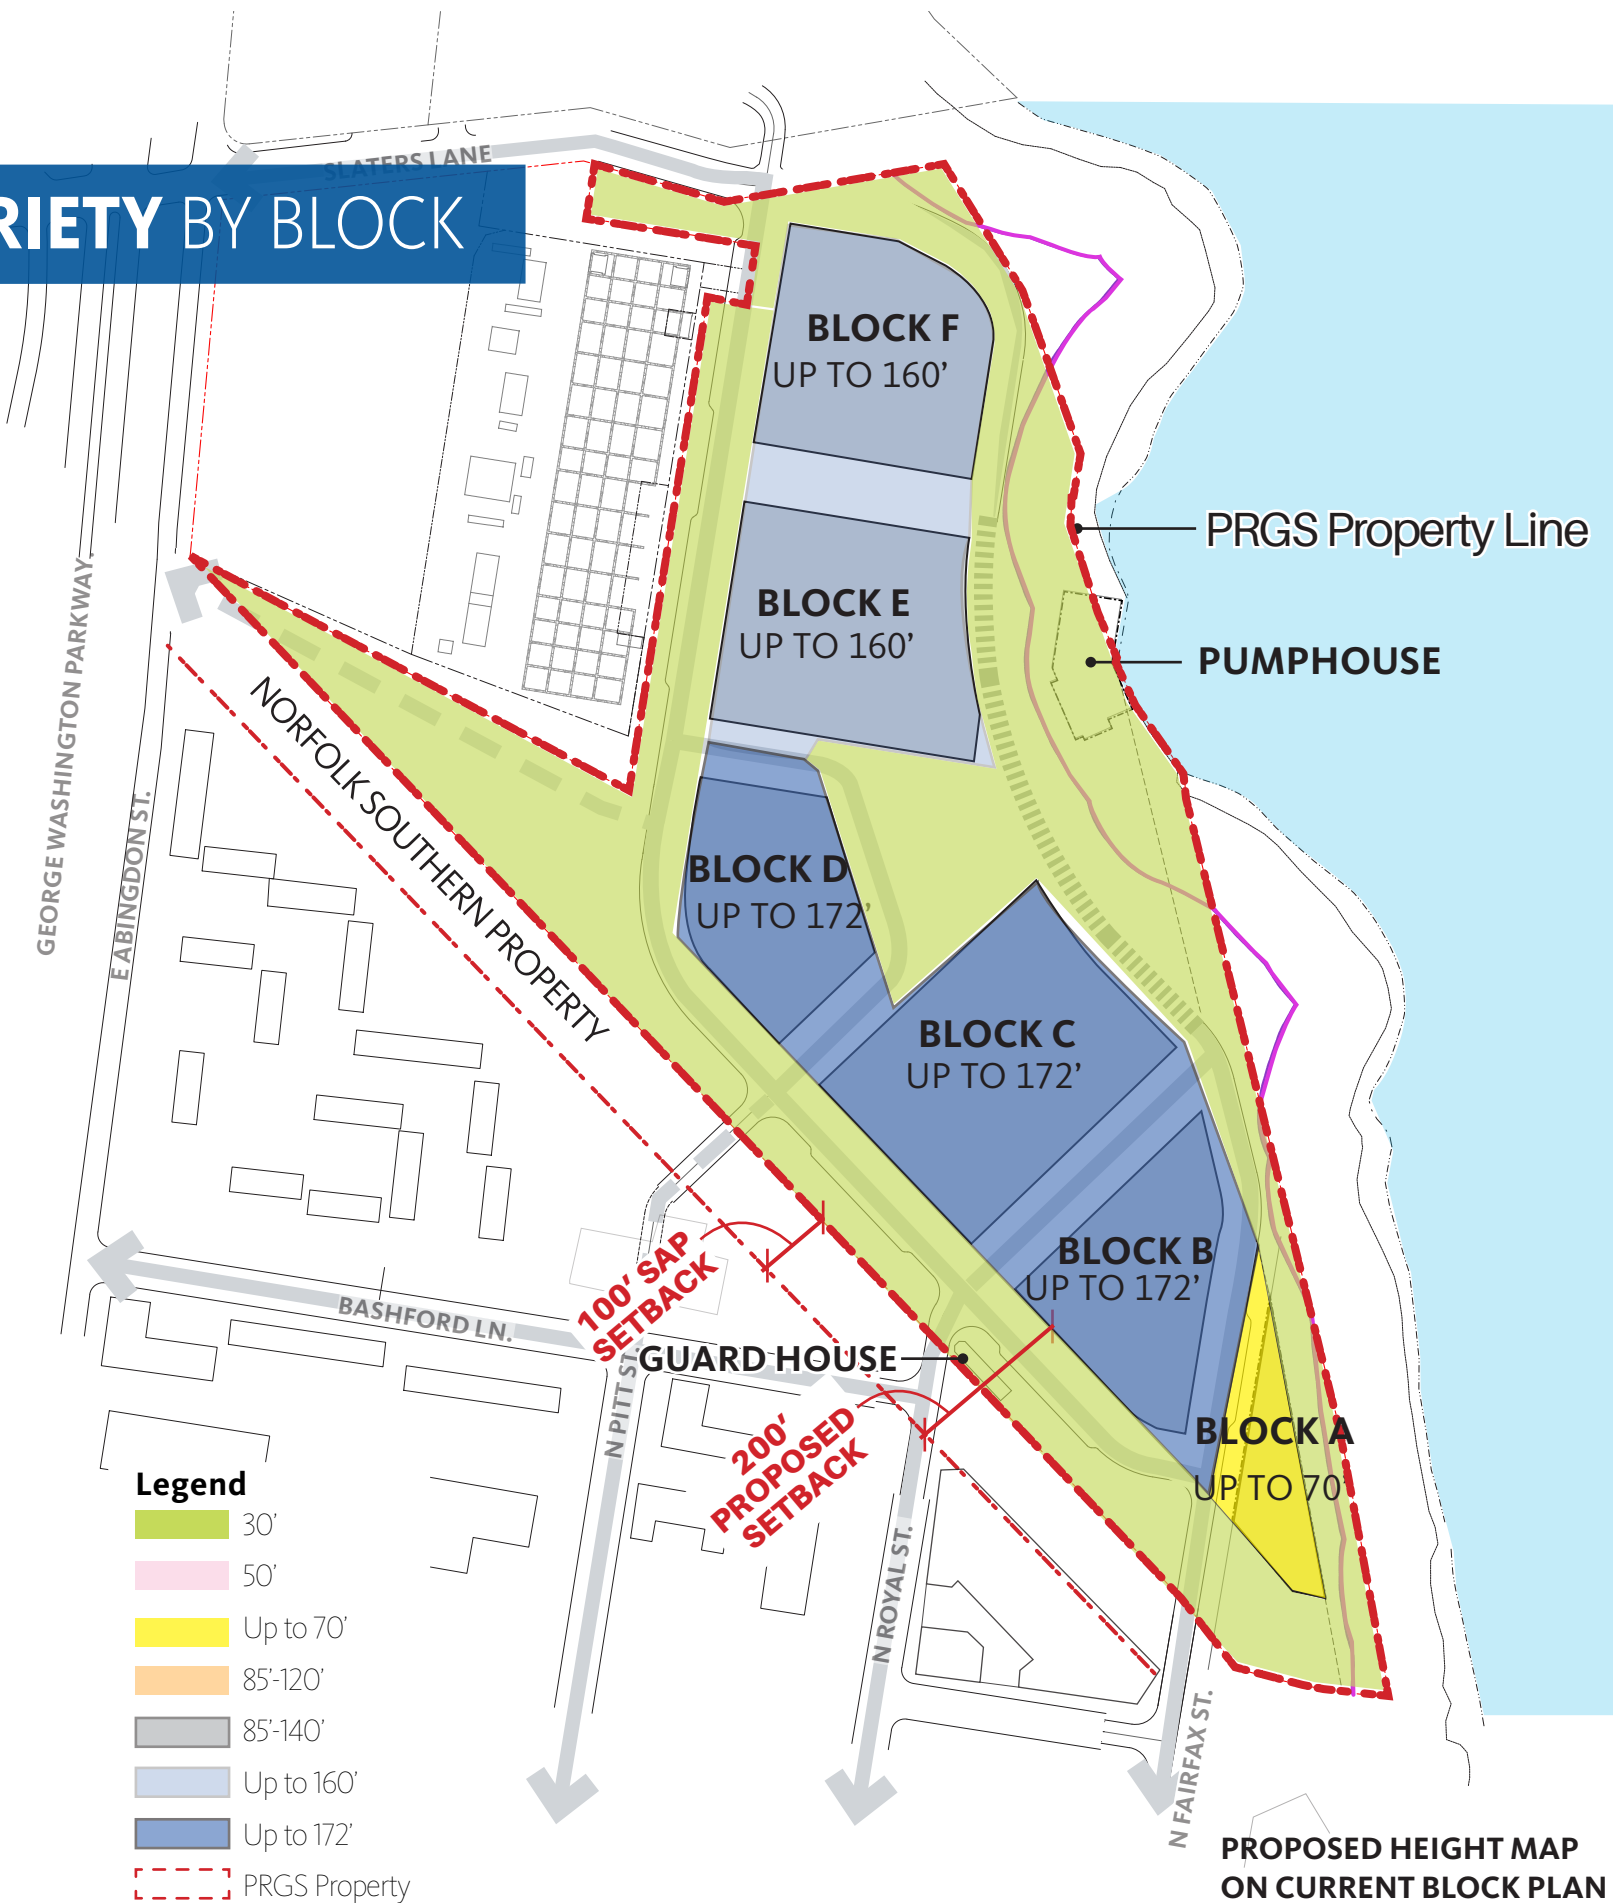 SLATERS LANE
RIETY BY BLOCK
BLOCK F
UP TO 160’
PRGS Property Line
BLOCK E
UP TO 160’
PUMPHOUSE
GEORGE WASHINGTON PARKWAY.
E ABINGDON ST.
NORFOLK SOUTHERN PROPERTY
BLOCK D
UP TO 172’
BLOCK C
UP TO 172’
BLOCK B
UP TO 172’
100’ SAP
SETBACK
BASHFORD LN.
GUARD HOUSE
N PITT ST.
200’
PROPOSED
SETBACK
BLOCK A
UP TO 70’
N ROYAL ST.
N FAIRFAX ST.
Legend
30’
50’
Up to 70’
85’-120’
85’-140’
Up to 160’
Up to 172’
PRGS Property
PROPOSED HEIGHT MAP
ON CURRENT BLOCK PLAN